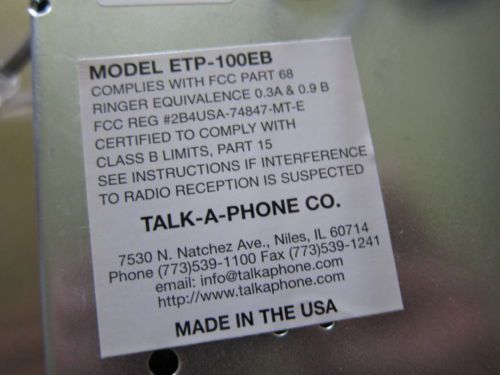 MODEL ETP-100EB
COMPLIES WITH FCC PART 68
RINGER EQUIVALENCE 0.3A & 0.9 B
FCC REG #2B4USA-74847-MT-E
CERTIFIED TO COMPLY WITH
CLASS B LIMITS, PART 15
SEE INSTRUCTIONS IF INTERFERENCE
TO RADIO RECEPTION IS SUSPECTED
TALK-A-PHONE CO.
7530 N. Natchez Ave., Niles, IL 60714
Phone (773)539-1100 Fax (773)539-1241
email: info@talkaphone.com
http://www.talkaphone.com
MADE IN THE USA